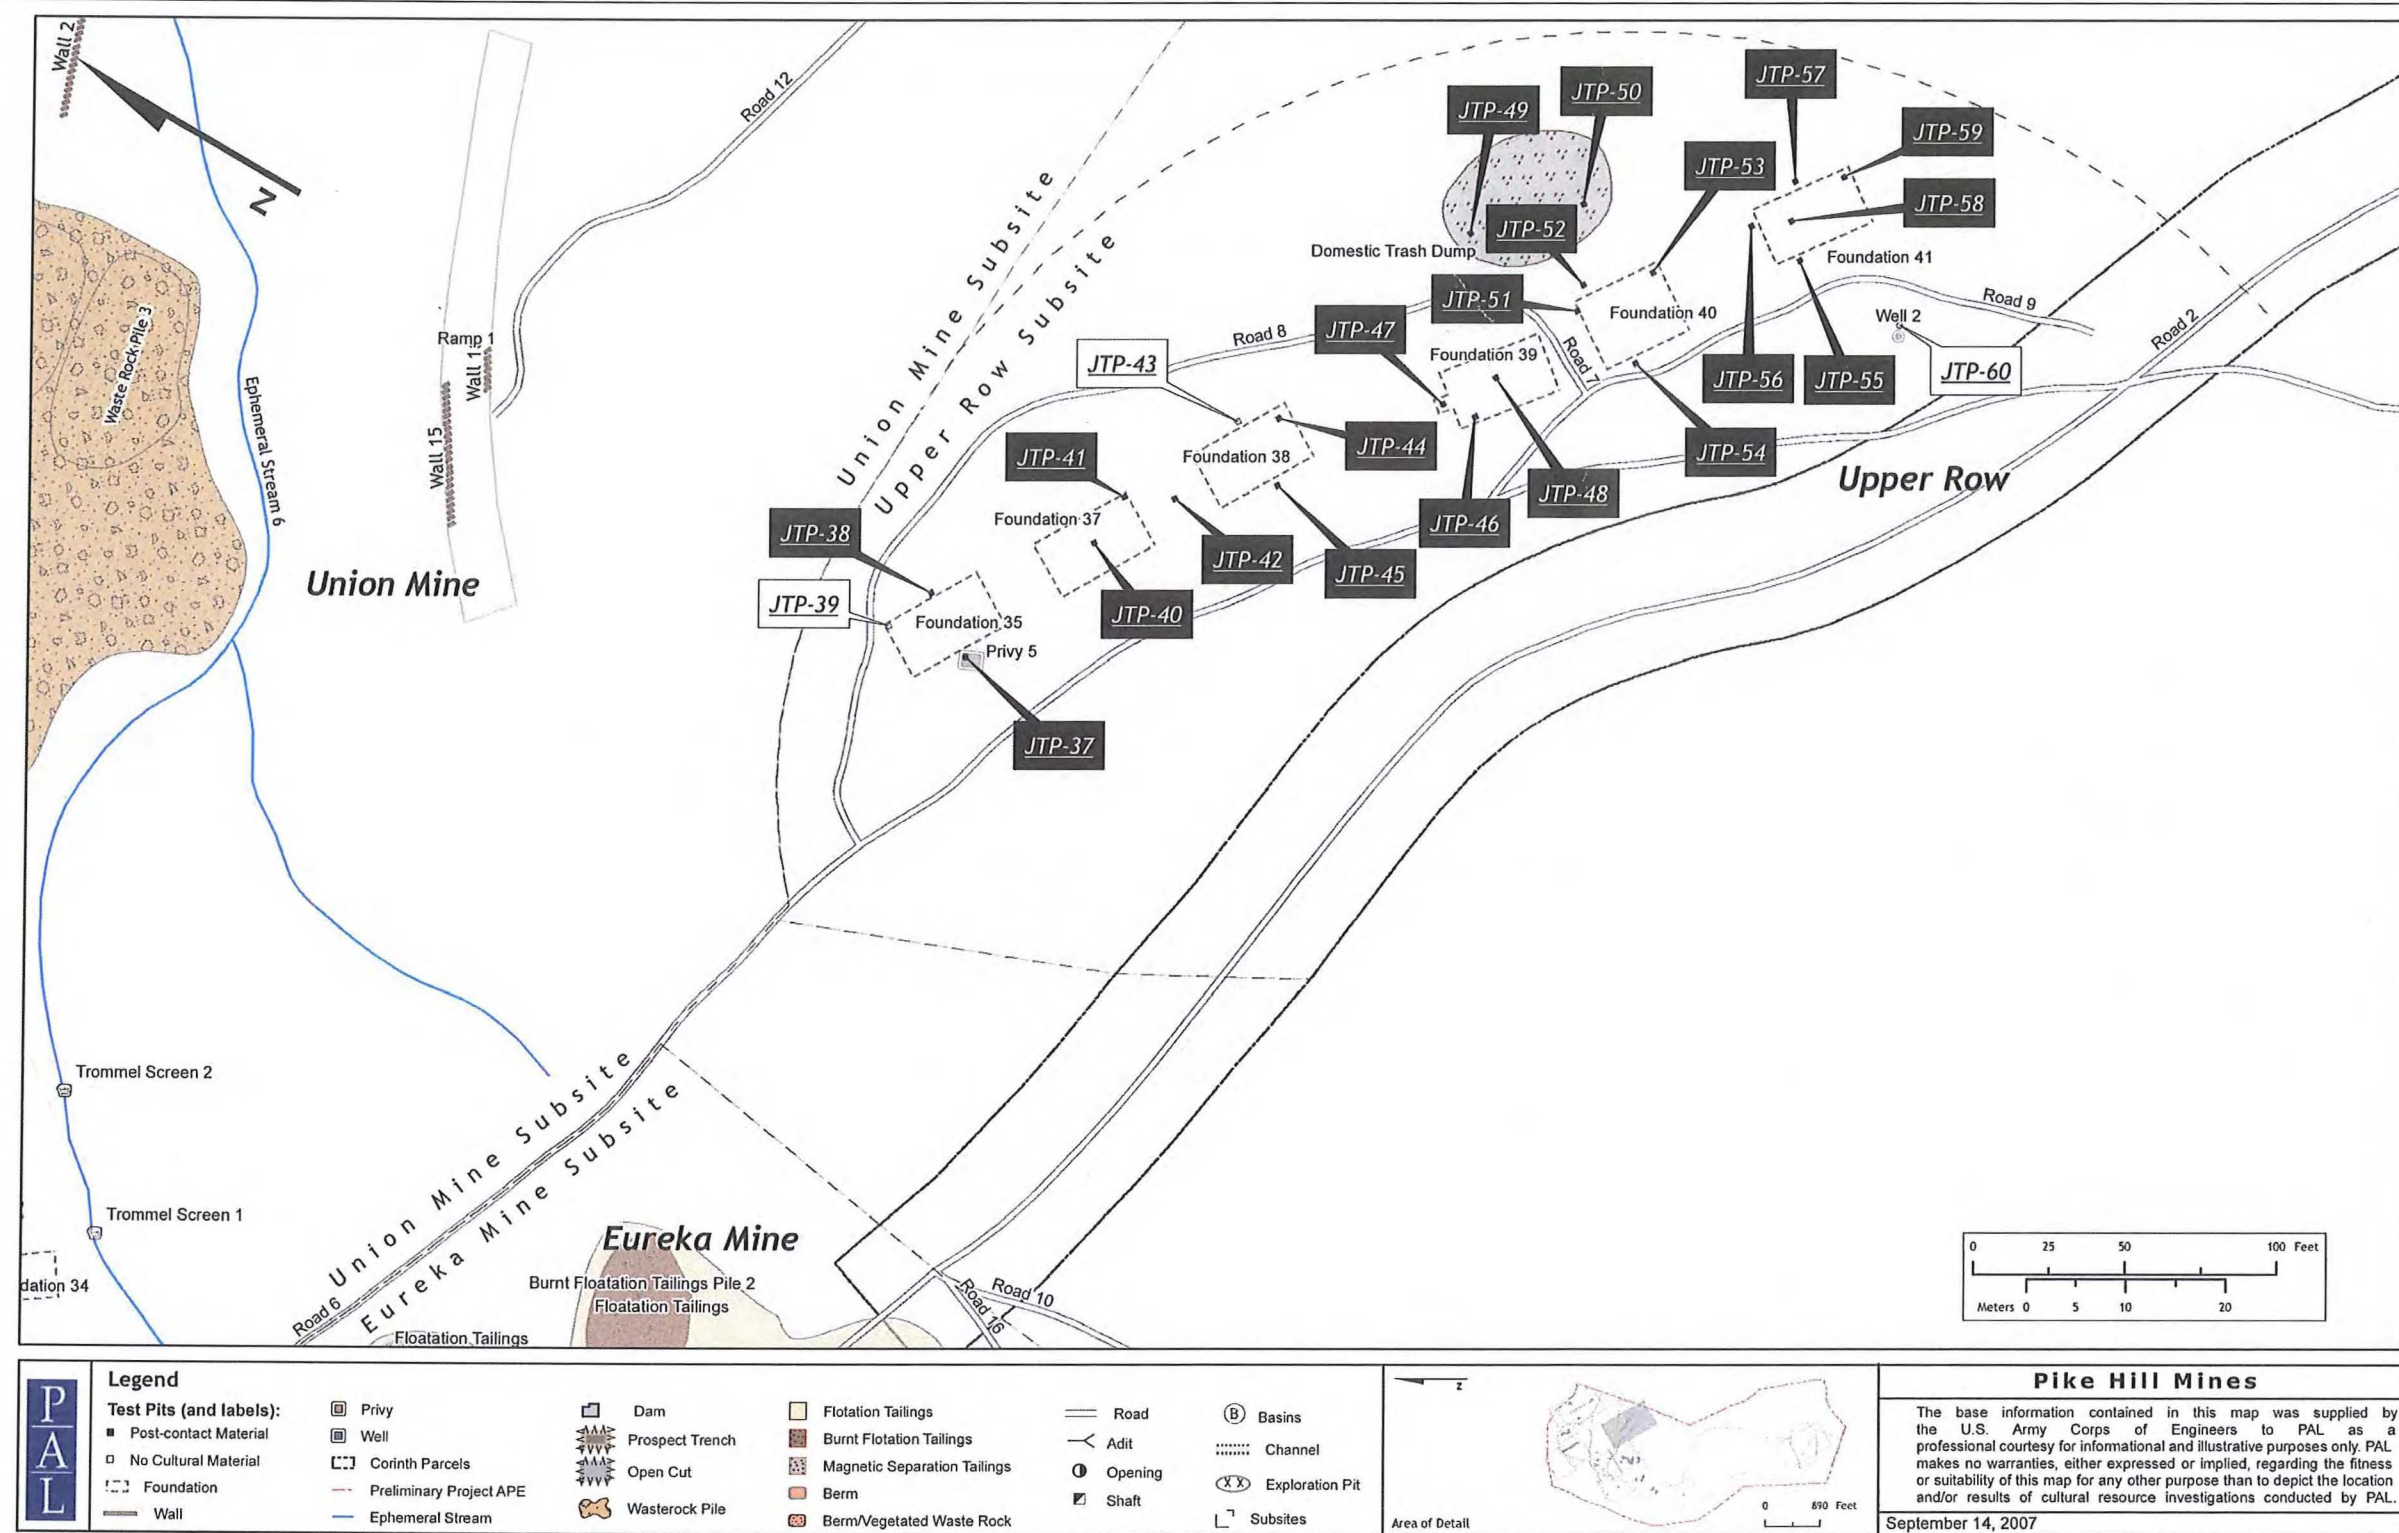 Wall 2
N
Road 12
Waste Rock Pile 3
Ephemeral Stream 6
Ramp 1
Wall 1
Wall 15
Union Mine
Union Mine Subsite
Upper Row Subsite
JTP-49
JTP-50
JTP-57
JTP-59
JTP-53
JTP-58
JTP-52
Domestic Trash Dump
Foundation 41
JTP-51
Foundation 40
Road 9
Well 2
Road 2
JTP-47
Road 8
Foundation 39
Road 7
JTP-43
JTP-56
JTP-55
JTP-60
JTP-41
Foundation 38
JTP-44
JTP-54
Upper Row
JTP-48
JTP-46
JTP-38
Foundation 37
JTP-42
JTP-45
JTP-39
Foundation 35
JTP-40
Privy 5
JTP-37
Trommel Screen 2
Trommel Screen 1
dation 34
Union Mine Subsite
Eureka Mine Subsite
Road 6
Eureka Mine
Burnt Floatation Tailings Pile 2
Floatation Tailings
Floatation Tailings
Road 10
Road 16
0 25 50 100 Feet
Meters 0 5 10 20
PAL
Legend
Test Pits (and labels):
Post-contact Material
No Cultural Material
Foundation
Wall
Privy
Well
Corinth Parcels
Preliminary Project APE
Ephemeral Stream
Dam
Prospect Trench
Open Cut
Wasterock Pile
Flotation Tailings
Burnt Flotation Tailings
Magnetic Separation Tailings
Berm
Berm/Vegetated Waste Rock
Road
Adit
Opening
Shaft
B Basins
Channel
XX Exploration Pit
Subsites
N
0 890 Feet
Area of Detail
Pike Hill Mines
The base information contained in this map was supplied by
the U.S. Army Corps of Engineers to PAL as a
professional courtesy for informational and illustrative purposes only. PAL
makes no warranties, either expressed or implied, regarding the fitness
or suitability of this map for any other purpose than to depict the location
and/or results of cultural resource investigations conducted by PAL.
September 14, 2007